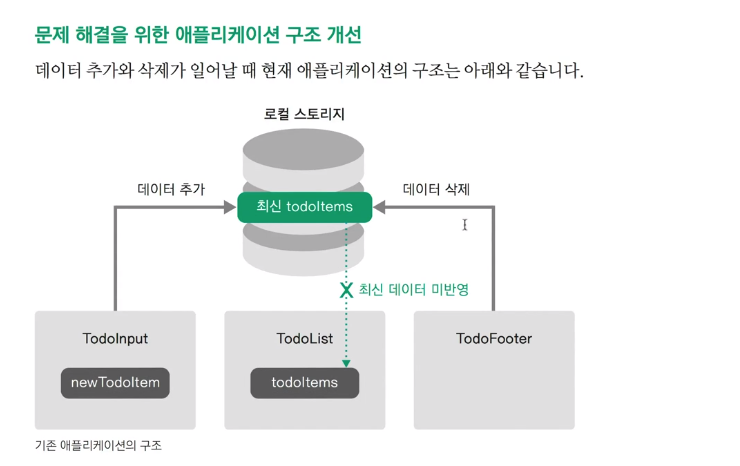 문제 해결을 위한 애플리케이션 구조 개선
데이터 추가와 삭제가 일어날 때 현재 애플리케이션의 구조는 아래와 같습니다.
로컬 스토리지
데이터 추가
데이터 삭제
최신 todoItems
최신 데이터 미반영
TodoInput
TodoList
TodoFooter
newTodoItem
todoItems
기존 애플리케이션의 구조